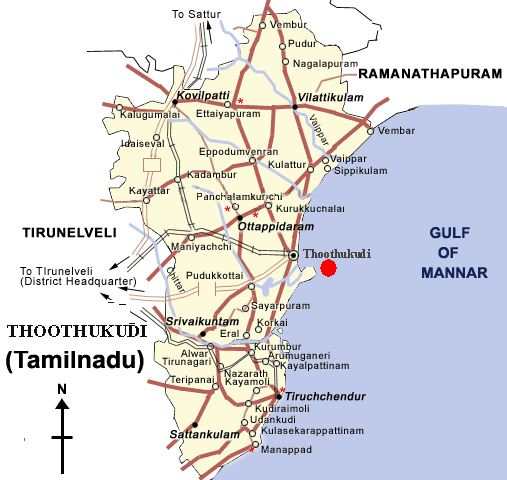 To Sattur
Vembur
Pudur
Nagalapuram
RAMANATHAPURAM
Kovilpatti
Vilattikulam
Ettaiyapuram
Kalugumalai
Vaippar
Vembar
Idaiseval
Eppodumvenran
Vaippar
Kulattur
Sippikulam
Kadambur
Kayattar
Panchalamkurichi
Kurukkuchalai
Ottappidaram
TIRUNELVELI
Maniyachchi
Thoothukudi
GULF
OF
MANNAR
To TIrunelveli
(District Headquarter)
Chittar
Pudukkottai
Sayarpuram
THOOTHUKUDI
(Tamilnadu)
Srivaikuntam
Korkai
Eral
Alwar
Tirunagari
Kurumbur
Arumuganeri
Kayalpattinam
Nazarath
Kayamoli
Teripanai
Tiruchchendur
N
Kudiraimoli
Udankudi
Sattankulam
Kulasekarappattinam
Manappad